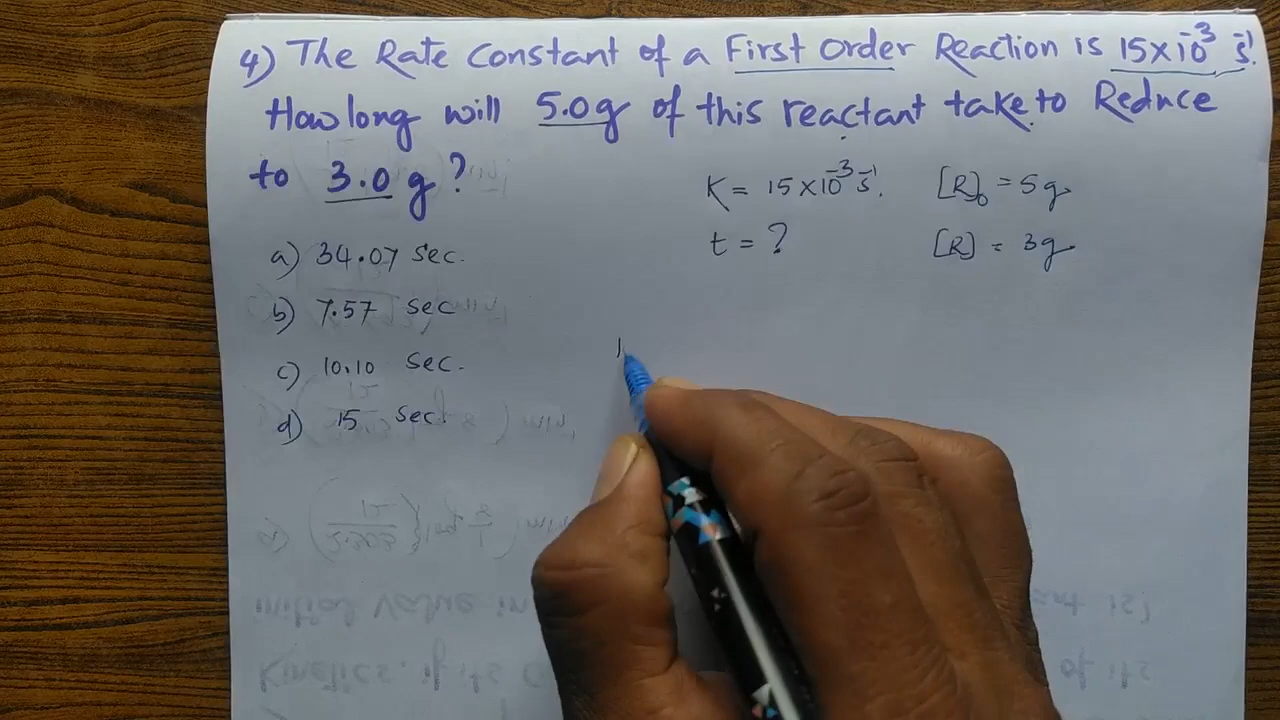 4) The Rate Constant of a First Order Reaction is 15×10⁻³ s⁻¹.
How long will 5.0g of this reactant take to Reduce
to 3.0 g?
K = 15×10⁻³ s⁻¹. [R]₀ = 5g
t = ? [R] = 3g
a) 34.07 sec.
b) 7.57 sec
c) 10.10 sec.
d) 15 sec.